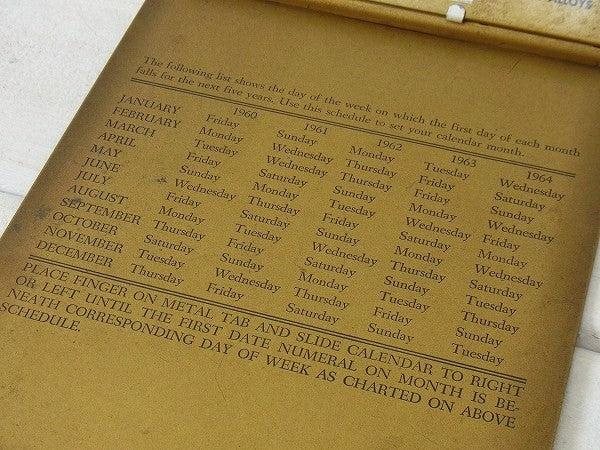 ALLOYS
The following list shows the day of the week on which the first day of each month
falls for the next five years. Use this schedule to set your calendar month.
1960 1961 1962 1963 1964
JANUARY Friday Sunday Monday Tuesday Wednesday
FEBRUARY Monday Wednesday Thursday Friday Saturday
MARCH Tuesday Wednesday Thursday Friday Sunday
APRIL Friday Saturday Sunday Monday Wednesday
MAY Sunday Monday Tuesday Wednesday Friday
JUNE Wednesday Thursday Friday Saturday Monday
JULY Friday Saturday Sunday Monday Wednesday
AUGUST Monday Tuesday Wednesday Thursday Saturday
SEPTEMBER Thursday Friday Saturday Sunday Tuesday
OCTOBER Saturday Sunday Monday Tuesday Thursday
NOVEMBER Tuesday Wednesday Thursday Friday Sunday
DECEMBER Thursday Friday Saturday Sunday Tuesday
PLACE FINGER ON METAL TAB AND SLIDE CALENDAR TO RIGHT
OR LEFT UNTIL THE FIRST DATE NUMERAL ON MONTH IS BE-
NEATH CORRESPONDING DAY OF WEEK AS CHARTED ON ABOVE
SCHEDULE.